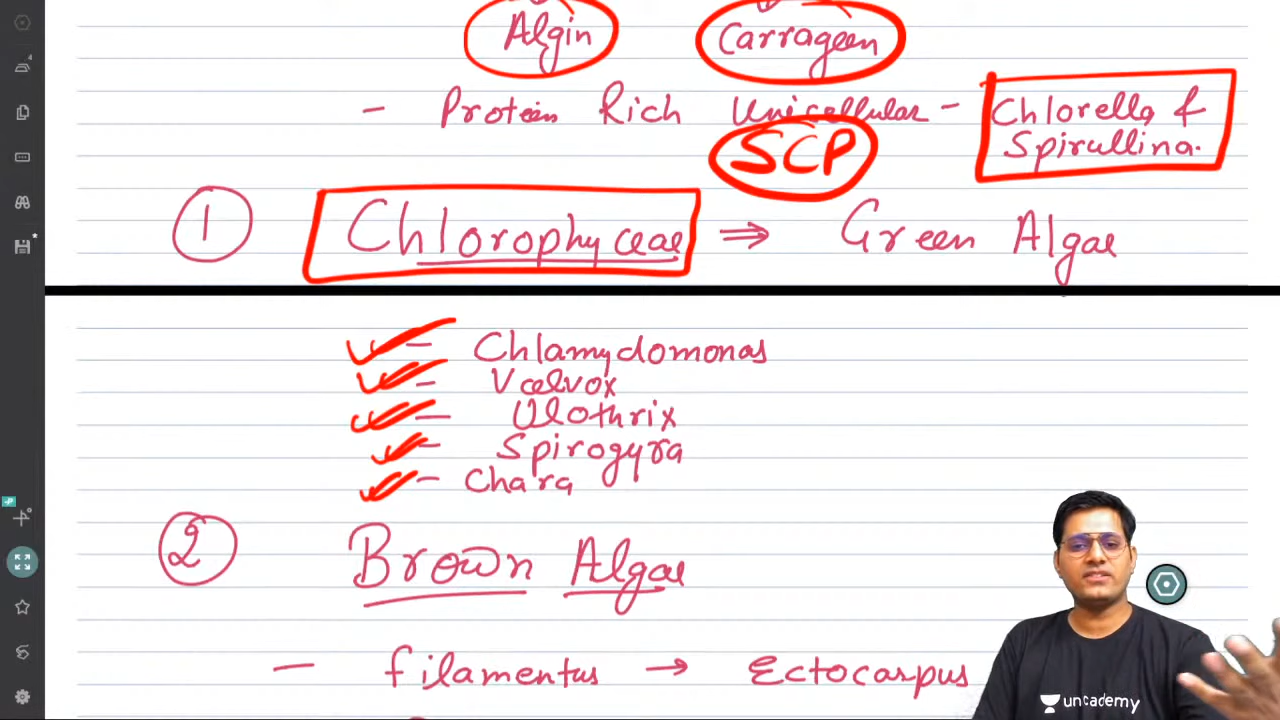 Algin Carrageen
- Protein Rich Unicellular - Chlorella &
Spirullina.
SCP
1 Chlorophyceae ⇒ Green Algae
- Chlamydomonas
- Volvox
- Ulothrix
- Spirogyra
- Chara
2 Brown Algae
- filamentus → Ectocarpus
unacademy